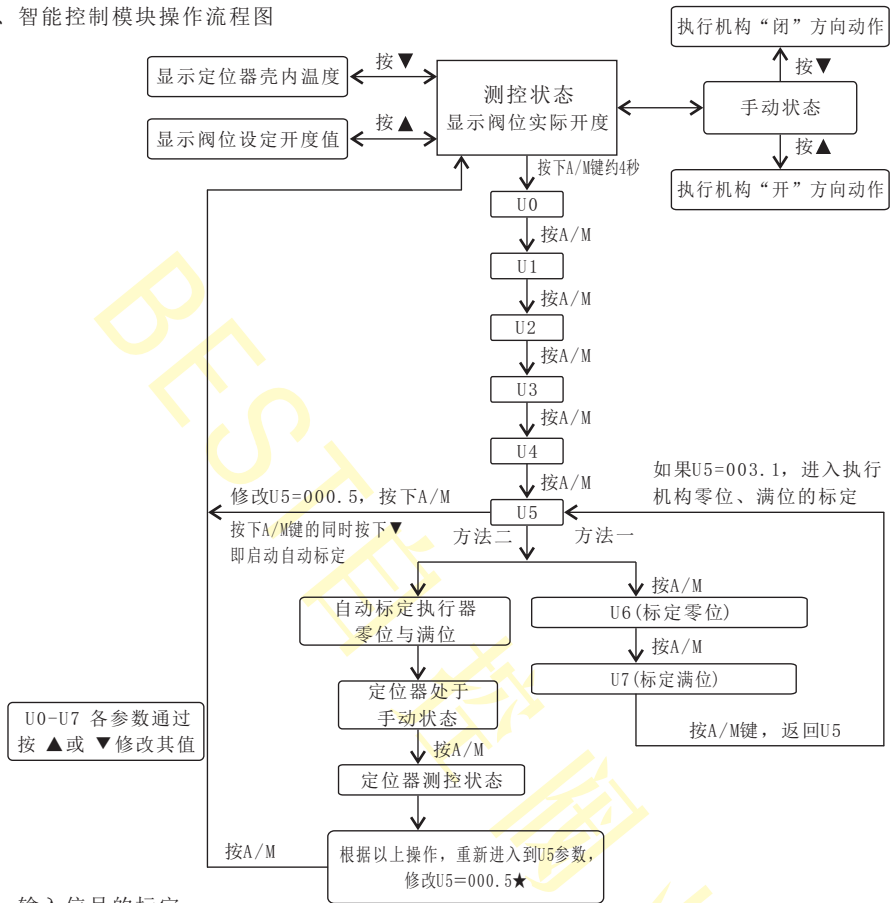 、智能控制模块操作流程图
执行机构“闭”方向动作
按▼
显示定位器壳内温度
按▼
测控状态
显示阀位实际开度
手动状态
显示阀位设定开度值
按▲
按▲
执行机构“开”方向动作
按下A/M键约4秒
U0
按A/M
U1
按A/M
U2
按A/M
U3
按A/M
U4
按A/M
如果U5=003.1，进入执行
机构零位、满位的标定
修改U5=000.5，按下A/M
U5
按下A/M键的同时按下▼
即启动自动标定
方法二
方法一
自动标定执行器
零位与满位
按A/M
U6(标定零位)
按A/M
U7(标定满位)
定位器处于
手动状态
按A/M键，返回U5
U0-U7 各参数通过
按 ▲或 ▼修改其值
按A/M
定位器测控状态
按A/M
根据以上操作，重新进入到U5参数，
修改U5=000.5★
BEST自控阀